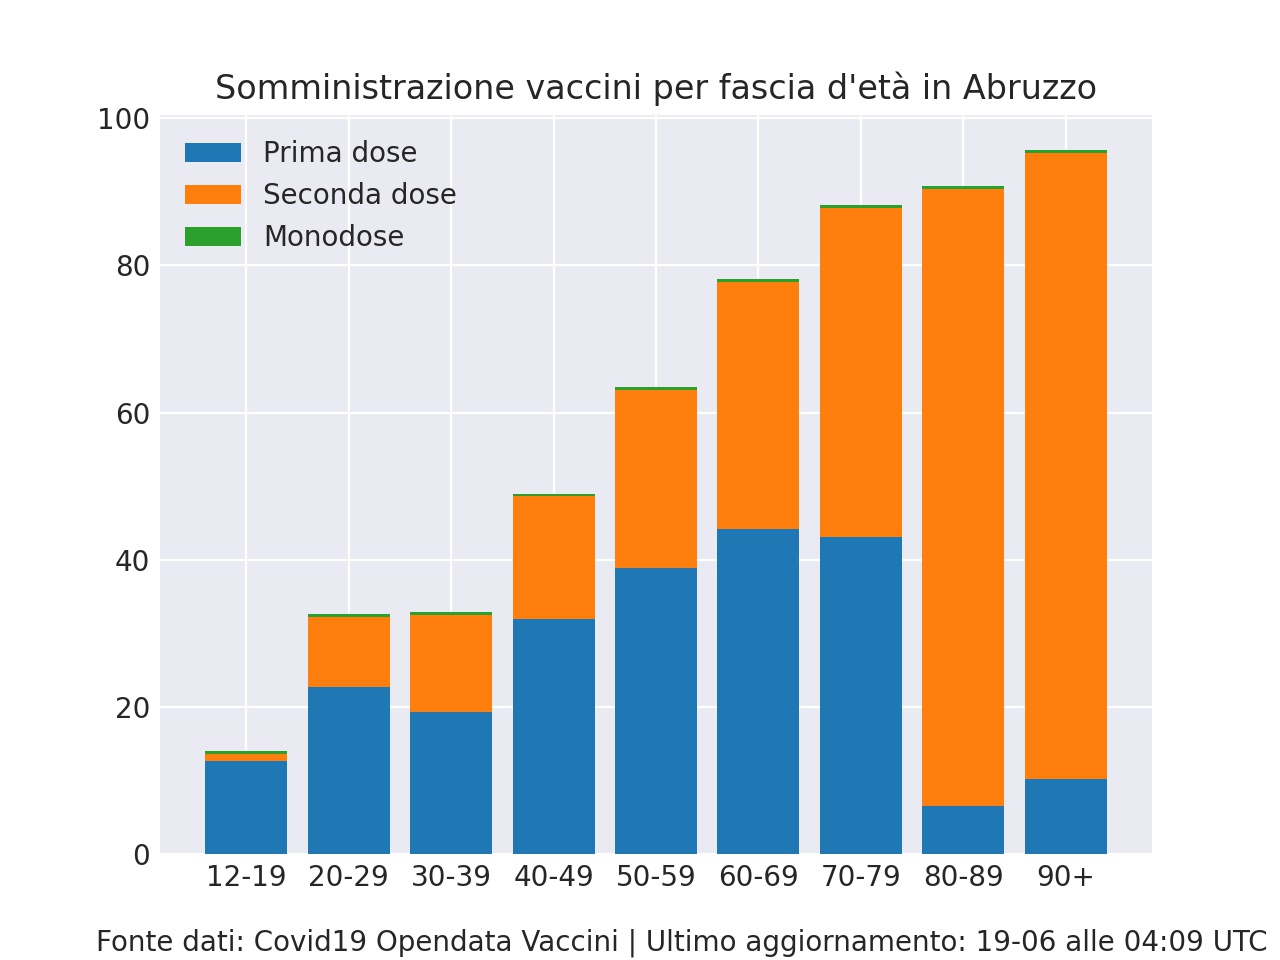 Somministrazione vaccini per fascia d'età in Abruzzo
100
80
60
40
20
0
Prima dose
Seconda dose
Monodose
12-19 20-29 30-39 40-49 50-59 60-69 70-79 80-89 90+
Fonte dati: Covid19 Opendata Vaccini | Ultimo aggiornamento: 19-06 alle 04:09 UTC